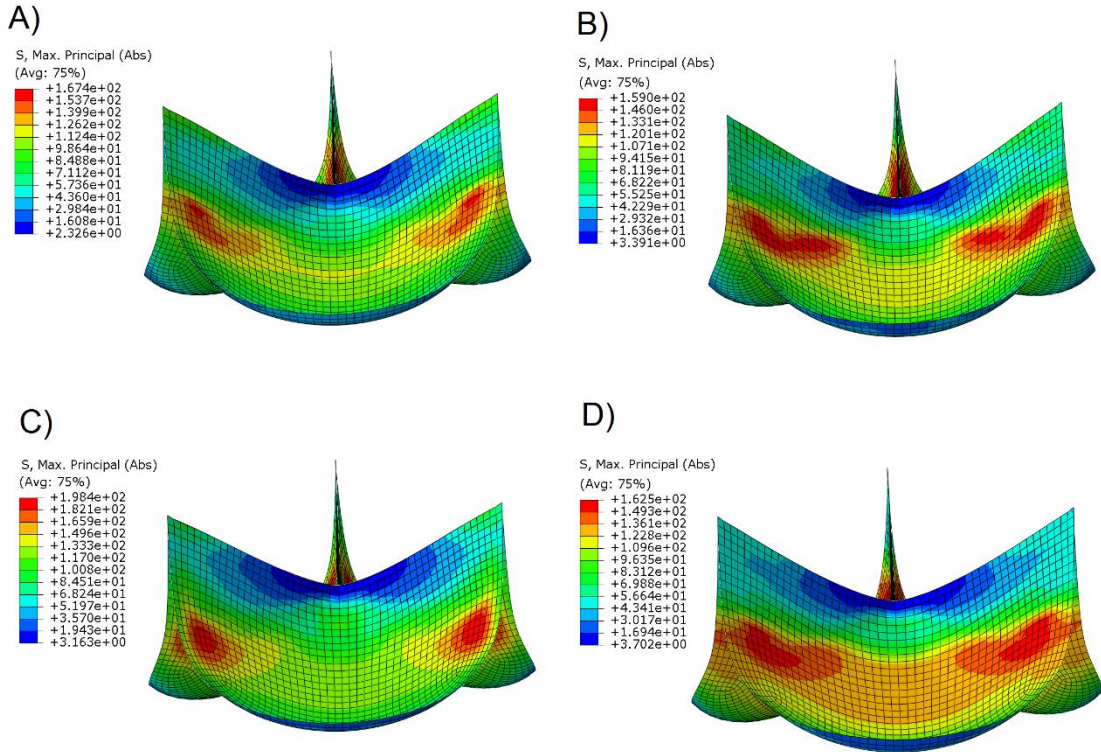 A)
S, Max. Principal (Abs)
(Avg: 75%)
+1.674e+02
+1.537e+02
+1.399e+02
+1.262e+02
+1.124e+02
+9.864e+01
+8.488e+01
+7.112e+01
+5.736e+01
+4.360e+01
+2.984e+01
+1.608e+01
+2.326e+00
B)
S, Max. Principal (Abs)
(Avg: 75%)
+1.590e+02
+1.460e+02
+1.331e+02
+1.201e+02
+1.071e+02
+9.415e+01
+8.119e+01
+6.822e+01
+5.525e+01
+4.229e+01
+2.932e+01
+1.636e+01
+3.391e+00
C)
S, Max. Principal (Abs)
(Avg: 75%)
+1.984e+02
+1.821e+02
+1.659e+02
+1.496e+02
+1.333e+02
+1.170e+02
+1.008e+02
+8.451e+01
+6.824e+01
+5.197e+01
+3.570e+01
+1.943e+01
+3.163e+00
D)
S, Max. Principal (Abs)
(Avg: 75%)
+1.625e+02
+1.493e+02
+1.361e+02
+1.228e+02
+1.096e+02
+9.635e+01
+8.312e+01
+6.988e+01
+5.664e+01
+4.341e+01
+3.017e+01
+1.694e+01
+3.702e+00